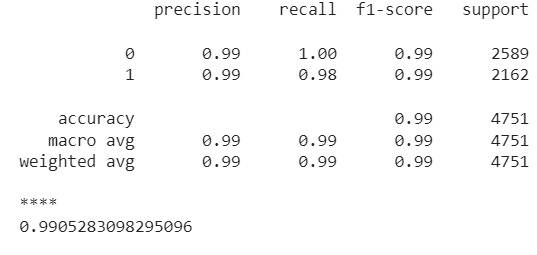 precision recall f1-score support
0 0.99 1.00 0.99 2589
1 0.99 0.98 0.99 2162
accuracy 0.99 4751
macro avg 0.99 0.99 0.99 4751
weighted avg 0.99 0.99 0.99 4751
****
0.9905283098295096